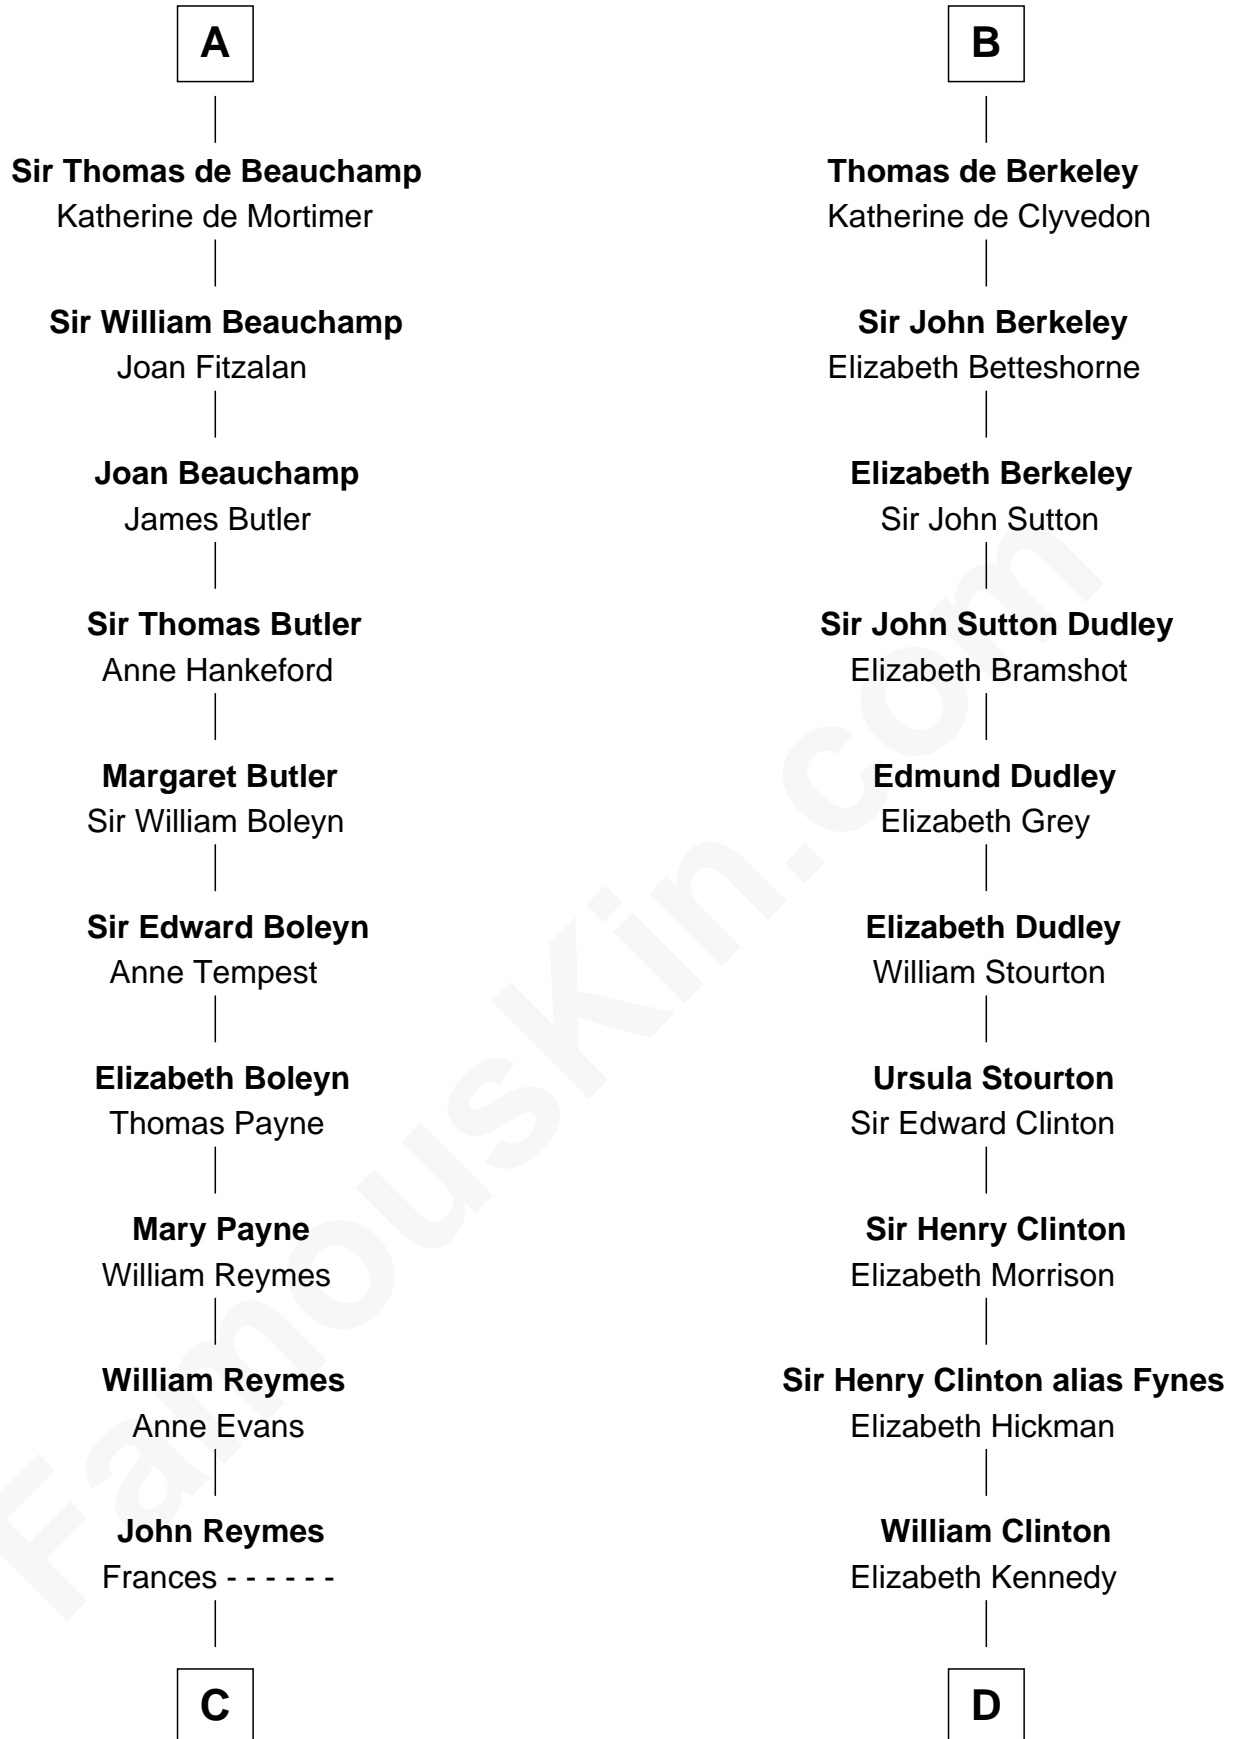 A
Sir Thomas de Beauchamp
Katherine de Mortimer
Sir William Beauchamp
Joan Fitzalan
Joan Beauchamp
James Butler
Sir Thomas Butler
Anne Hankeford
Margaret Butler
Sir William Boleyn
Sir Edward Boleyn
Anne Tempest
Elizabeth Boleyn
Thomas Payne
Mary Payne
William Reymes
William Reymes
Anne Evans
John Reymes
Frances - - - - - -
C
B
Thomas de Berkeley
Katherine de Clyvedon
Sir John Berkeley
Elizabeth Betteshorne
Elizabeth Berkeley
Sir John Sutton
Sir John Sutton Dudley
Elizabeth Bramshot
Edmund Dudley
Elizabeth Grey
Elizabeth Dudley
William Stourton
Ursula Stourton
Sir Edward Clinton
Sir Henry Clinton
Elizabeth Morrison
Sir Henry Clinton alias Fynes
Elizabeth Hickman
William Clinton
Elizabeth Kennedy
D
FamousKin.com